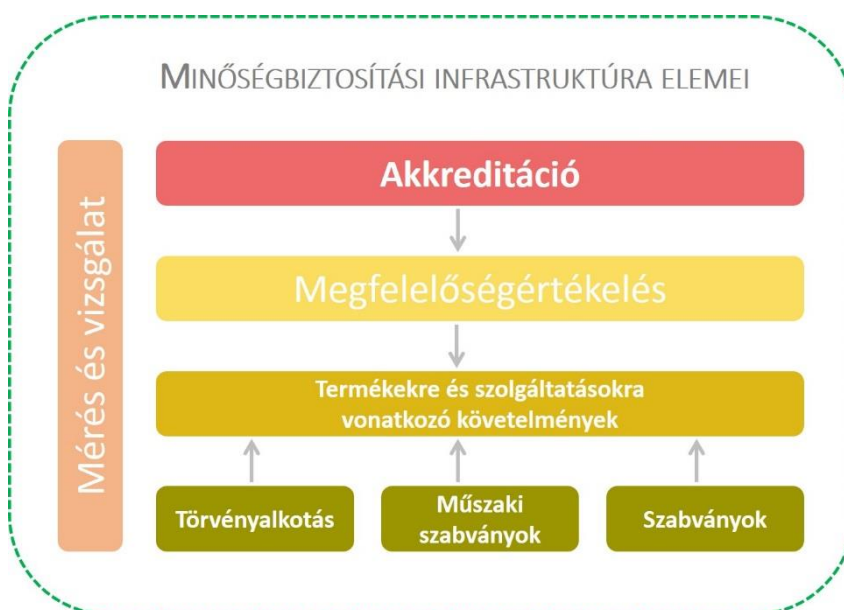 MINŐSÉGBIZTOSÍTÁSI INFRASTRUKTÚRA ELEMEI
Mérés és vizsgálat
Akkreditáció
Megfelelőségértékelés
Termékekre és szolgáltatásokra
vonatkozó követelmények
Törvényalkotás
Műszaki
szabványok
Szabványok